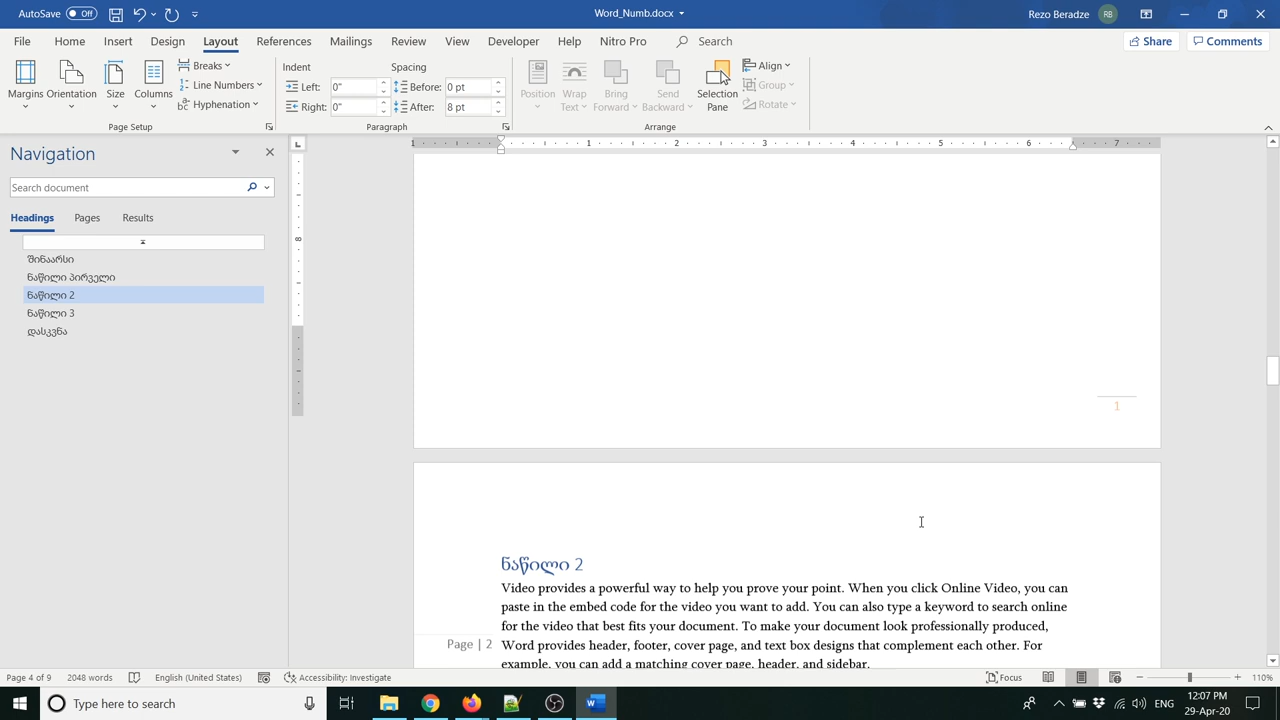 AutoSave Off Word_Numb.docx Rezo Beradze RB
File Home Insert Design Layout References Mailings Review View Developer Help Nitro Pro Search Share Comments
Margins Orientation Size Columns
Breaks
Line Numbers
Hyphenation
Page Setup
Indent Spacing
Left: 0" Before: 0 pt
Right: 0" After: 8 pt
Paragraph
Position Wrap Text Bring Forward Send Backward Selection Pane
Align
Group
Rotate
Arrange
1 1 2 3 4 5 6 7
Navigation
Search document
Headings Pages Results
შინაარსი
ნაწილი პირველი
ნაწილი 2
ნაწილი 3
დასკვნა
8
1
ნაწილი 2
Video provides a powerful way to help you prove your point. When you click Online Video, you can
paste in the embed code for the video you want to add. You can also type a keyword to search online
for the video that best fits your document. To make your document look professionally produced,
Page | 2 Word provides header, footer, cover page, and text box designs that complement each other. For
example, you can add a matching cover page, header, and sidebar.
Page 4 of 9 2048 words English (United States) Accessibility: Investigate Focus 110%
Type here to search ENG 12:07 PM
29-Apr-20